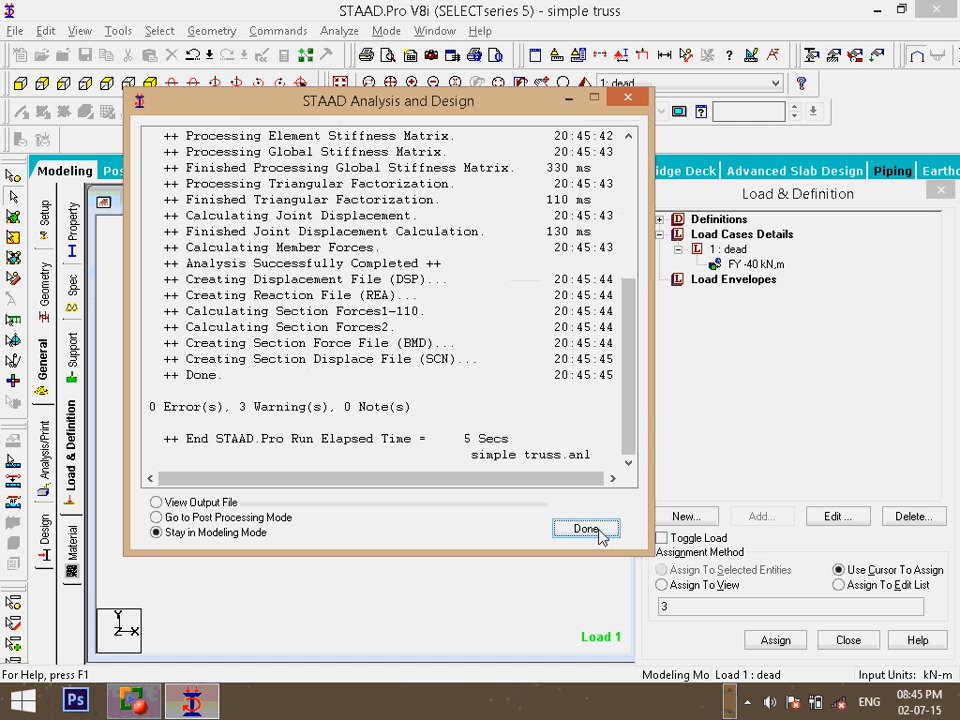 STAAD.Pro V8i (SELECTseries 5) - simple truss
File Edit View Tools Select Geometry Commands Analyze Mode Window Help
1: dead
STAAD Analysis and Design
Modeling Pos
idge Deck Advanced Slab Design Piping Earth
Load & Definition
++ Processing Element Stiffness Matrix. 20:45:42
++ Processing Global Stiffness Matrix. 20:45:43
++ Finished Processing Global Stiffness Matrix. 330 ms
++ Processing Triangular Factorization. 20:45:43
++ Finished Triangular Factorization. 110 ms
++ Calculating Joint Displacement. 20:45:43
++ Finished Joint Displacement Calculation. 130 ms
++ Calculating Member Forces. 20:45:43
++ Analysis Successfully Completed ++
++ Creating Displacement File (DSP)... 20:45:44
++ Creating Reaction File (REA)... 20:45:44
++ Calculating Section Forces1-110. 20:45:44
++ Calculating Section Forces2. 20:45:44
++ Creating Section Force File (BMD)... 20:45:44
++ Creating Section Displace File (SCN)... 20:45:45
++ Done. 20:45:45
0 Error(s), 3 Warning(s), 0 Note(s)
++ End STAAD.Pro Run Elapsed Time = 5 Secs
simple truss.anl
View Output File
Go to Post Processing Mode
Stay in Modeling Mode
Done
Setup
Geometry
General
Analysis/Print
Design
Property
Spec
Support
Load & Definition
Material
Definitions
Load Cases Details
1 : dead
FY -40 kN,m
Load Envelopes
New... Add... Edit ... Delete...
Toggle Load
Assignment Method
Assign To Selected Entities Use Cursor To Assign
Assign To View Assign To Edit List
3
Assign Close Help
Y
Z X
Load 1
For Help, press F1 Modeling Mo Load 1 : dead Input Units: kN-m
Ps
ENG
08:45 PM
02-07-15